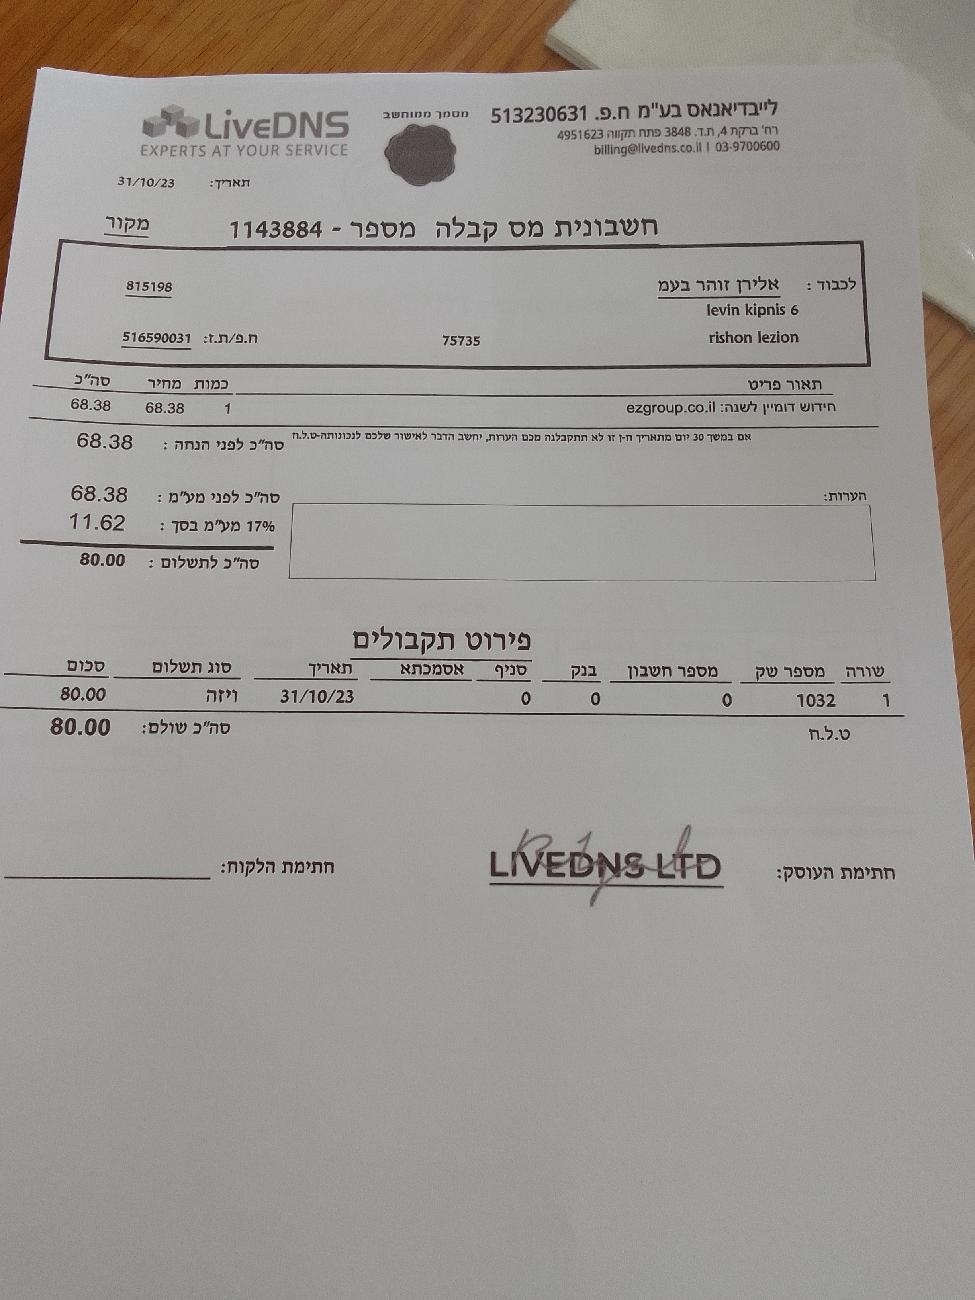 LiveDNS
EXPERTS AT YOUR SERVICE
מסמך ממוחשב
לייבדיאנאס בע"מ ח.פ. 513230631
רח' ברקת 4, ת.ד. 3848 פתח תקווה 4951623
billing@livedns.co.il | 03-9700600
תאריך: 31/10/23
חשבונית מס קבלה מספר - 1143884 מקור
לכבוד : אלירן זוהר בעמ 815198
levin kipnis 6
rishon lezion 75735 ח.פ/ת.ז: 516590031
תאור פריט כמות מחיר סה"כ
חידוש דומיין לשנה: ezgroup.co.il 1 68.38 68.38
אם במשך 30 יום מתאריך ח-ן זו לא תתקבלנה מכם הערות, יחשב הדבר לאישור שלכם לנכונותה-ט.ל.ח
סה"כ לפני הנחה : 68.38
הערות:
סה"כ לפני מע"מ : 68.38
17% מע"מ בסך : 11.62
סה"כ לתשלום : 80.00
פירוט תקבולים
שורה מספר שק מספר חשבון בנק סניף אסמכתא תאריך סוג תשלום סכום
1 1032 0 0 0 31/10/23 ויזה 80.00
ט.ל.ח סה"כ שולם: 80.00
חתימת העוסק: LIVEDNS LTD חתימת הלקוח: